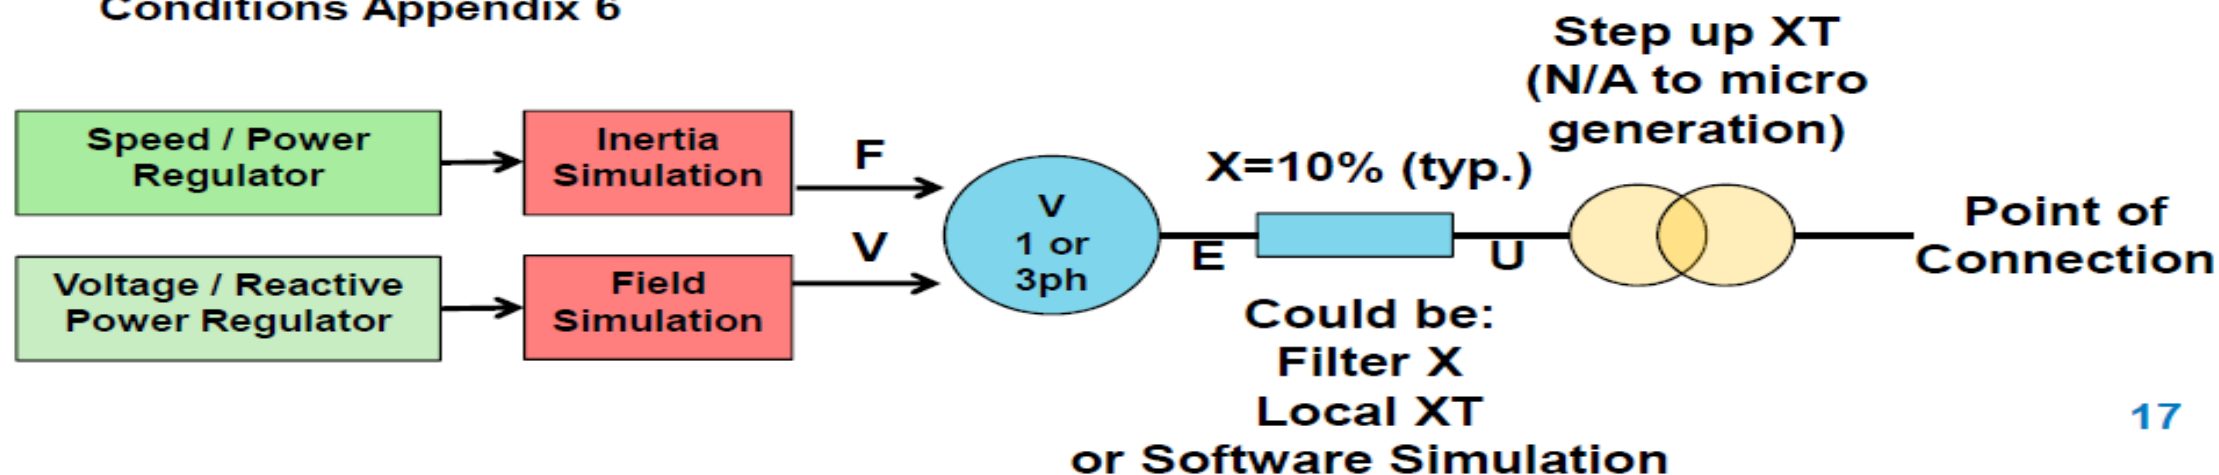 Conditions Appendix 6
Step up XT
(N/A to micro
generation)
Speed / Power
Regulator
Inertia
Simulation
F
X=10% (typ.)
V
1 or
3ph
E
U
Point of
Connection
Voltage / Reactive
Power Regulator
Field
Simulation
V
Could be:
Filter X
Local XT
or Software Simulation
17